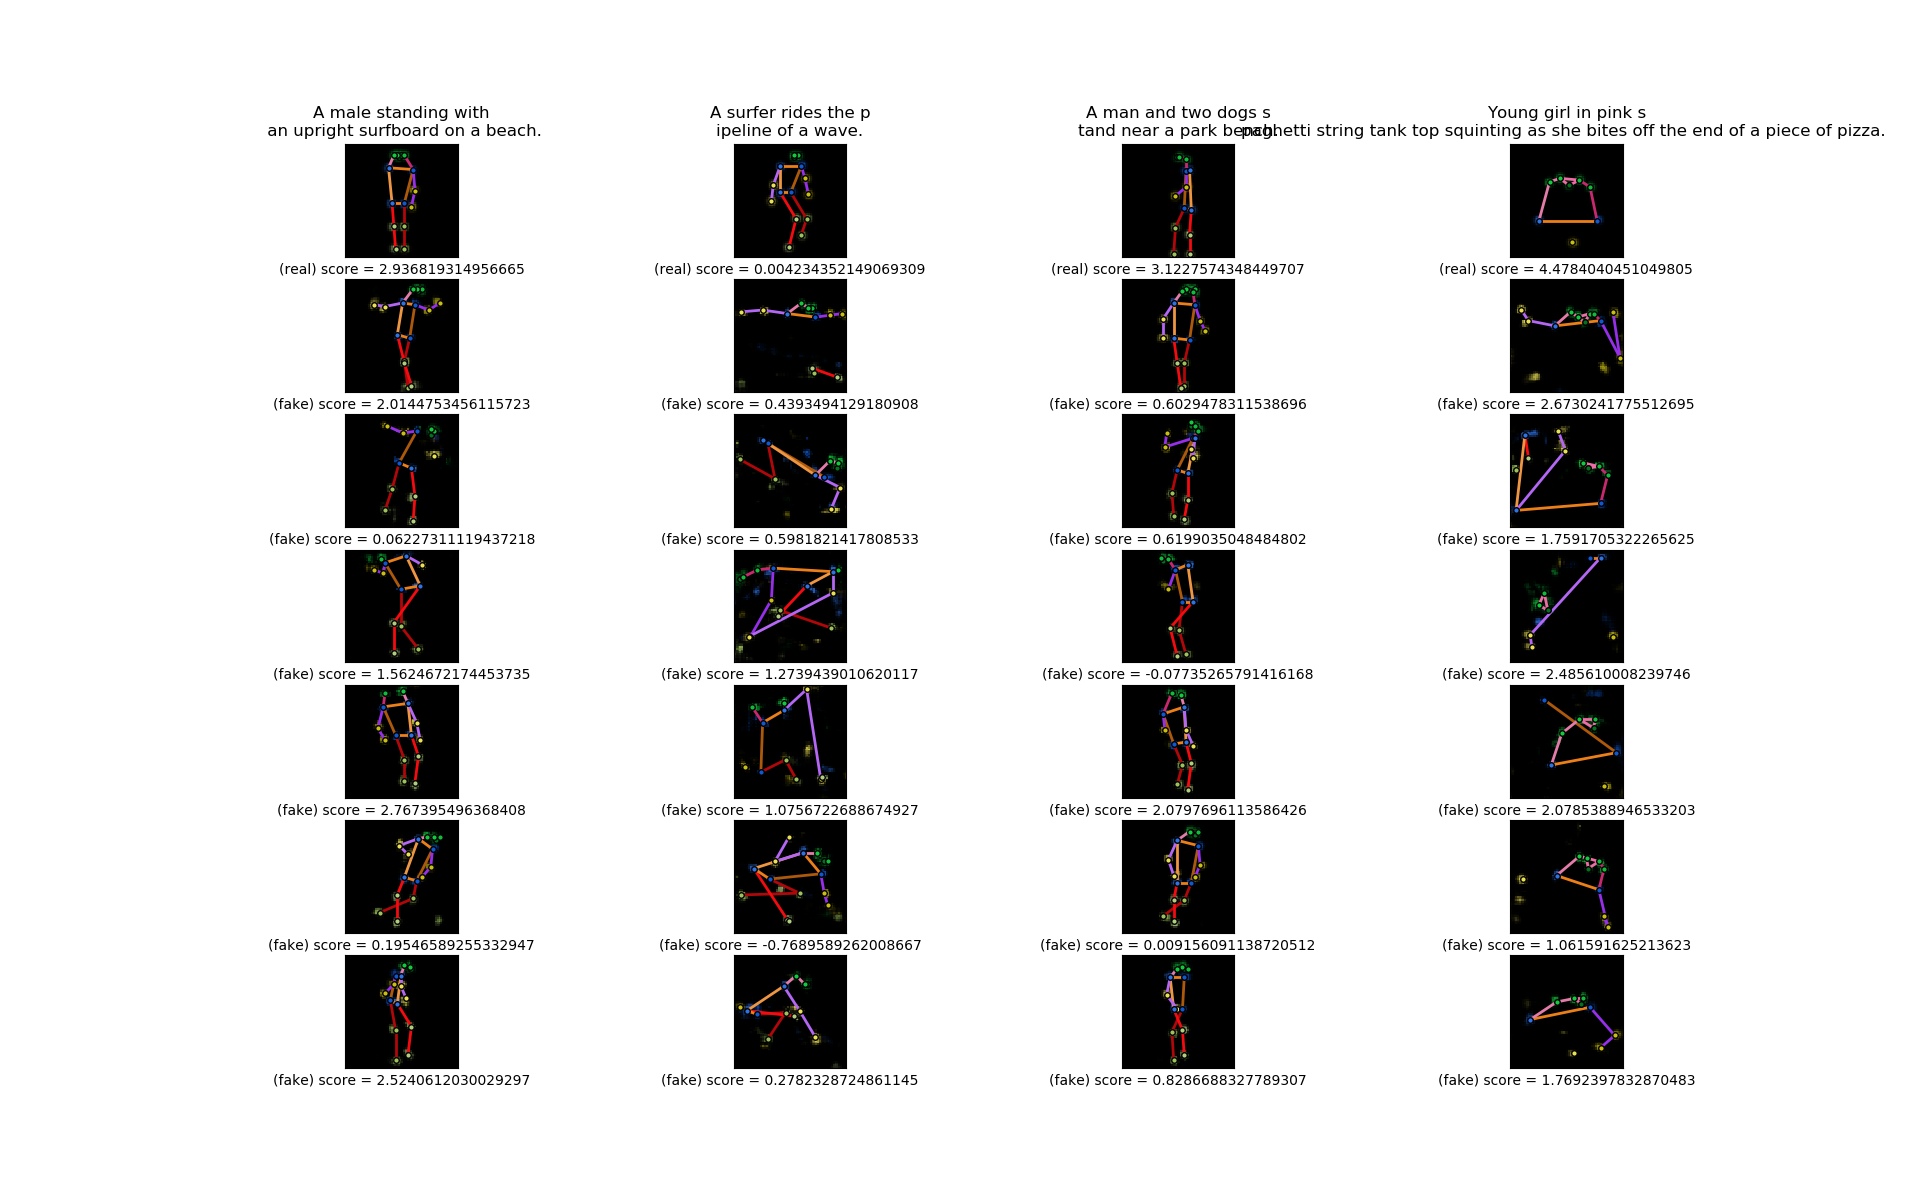 A male standing with
an upright surfboard on a beach.
A surfer rides the p
ipeline of a wave.
A man and two dogs s
tand near a park bench.
Young girl in pink s
paghetti string tank top squinting as she bites off the end of a piece of pizza.
(real) score = 2.936819314956665
(real) score = 0.004234352149069309
(real) score = 3.1227574348449707
(real) score = 4.4784040451049805
(fake) score = 2.0144753456115723
(fake) score = 0.4393494129180908
(fake) score = 0.6029478311538696
(fake) score = 2.6730241775512695
(fake) score = 0.06227311119437218
(fake) score = 0.5981821417808533
(fake) score = 0.6199035048484802
(fake) score = 1.7591705322265625
(fake) score = 1.5624672174453735
(fake) score = 1.2739439010620117
(fake) score = -0.07735265791416168
(fake) score = 2.485610008239746
(fake) score = 2.767395496368408
(fake) score = 1.0756722688674927
(fake) score = 2.0797696113586426
(fake) score = 2.0785388946533203
(fake) score = 0.19546589255332947
(fake) score = -0.7689589262008667
(fake) score = 0.009156091138720512
(fake) score = 1.061591625213623
(fake) score = 2.5240612030029297
(fake) score = 0.2782328724861145
(fake) score = 0.8286688327789307
(fake) score = 1.7692397832870483